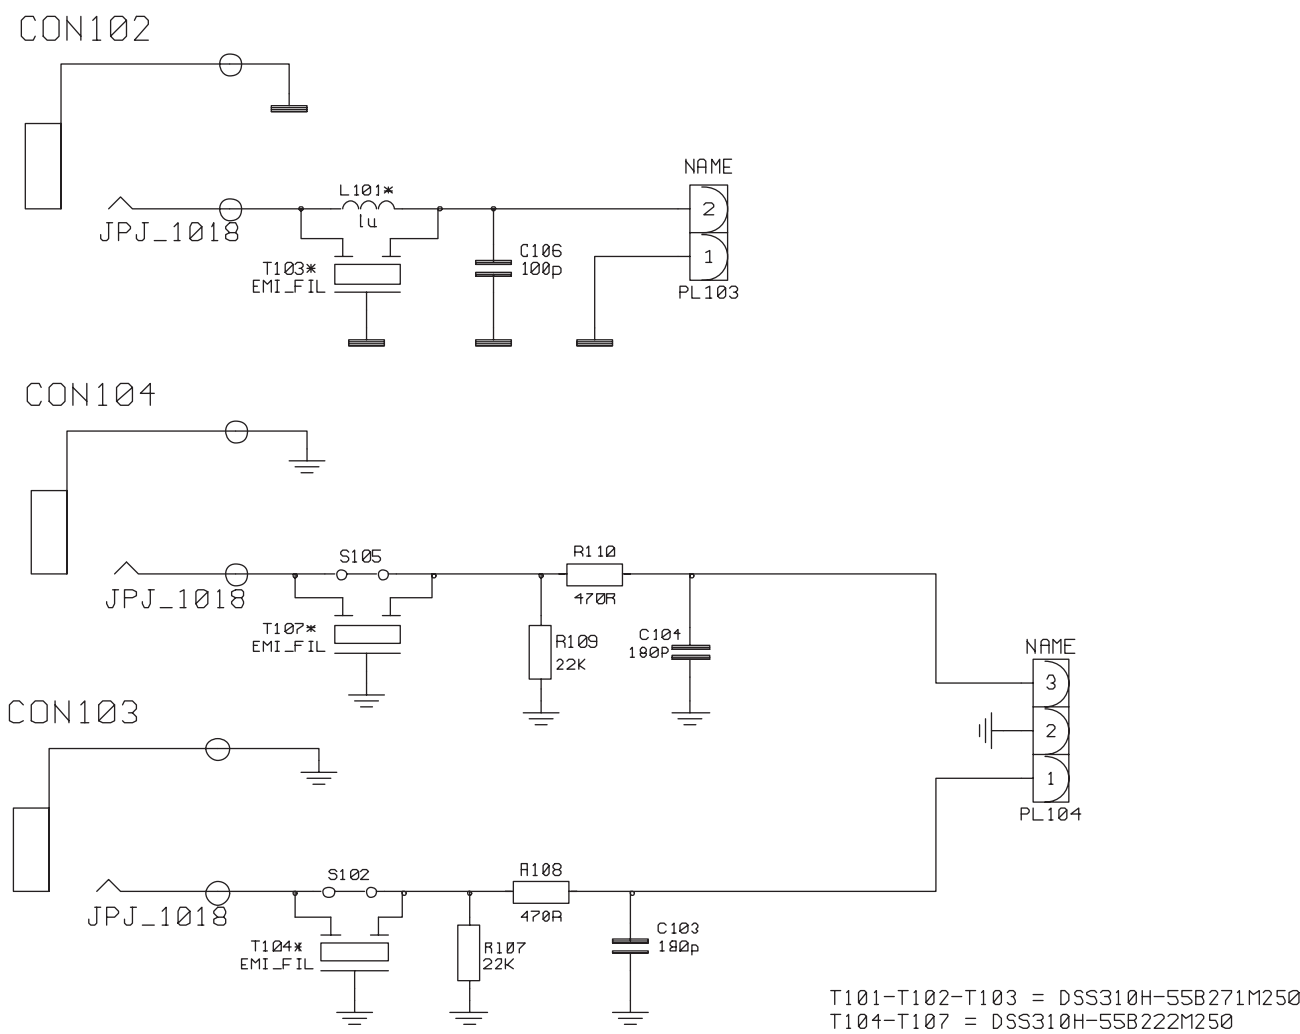 CON102
NAME
L101*
2
JPJ_1018
1u
C106
100p
T103*
EMI_FIL
1
PL103
CON104
S105
R110
JPJ_1018
470R
T107*
EMI_FIL
R109
22K
C104
180P
NAME
3
2
1
PL104
CON103
S102
R108
JPJ_1018
470R
T104*
EMI_FIL
R107
22K
C103
180p
T101-T102-T103 = DSS310H-55B271M250
T104-T107 = DSS310H-55B222M250